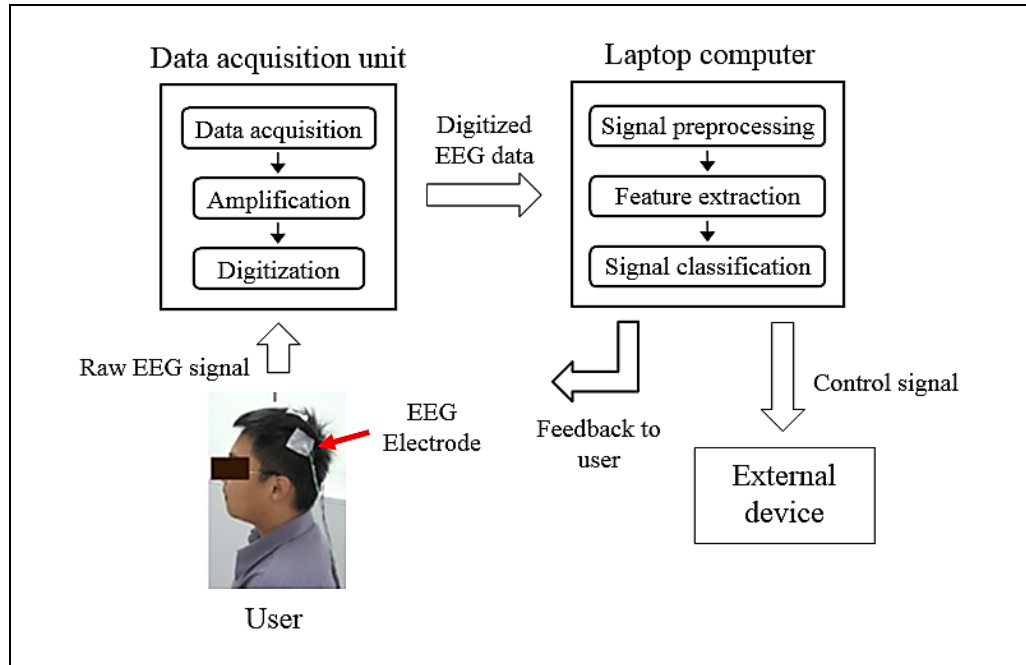 Data acquisition unit
Data acquisition
Amplification
Digitization
Digitized
EEG data
Laptop computer
Signal preprocessing
Feature extraction
Signal classification
Raw EEG signal
EEG
Electrode
User
Feedback to
user
Control signal
External
device